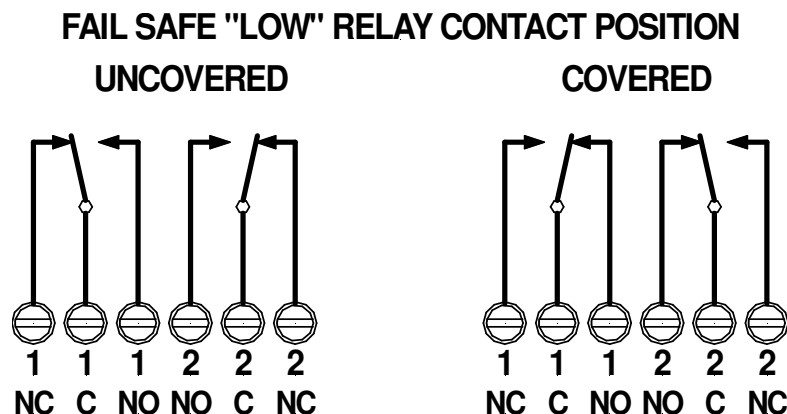 FAIL SAFE "LOW" RELAY CONTACT POSITION
UNCOVERED COVERED
1 1 1 2 2 2 1 1 1 2 2 2
NC C NO NO C NC NC C NO NO C NC